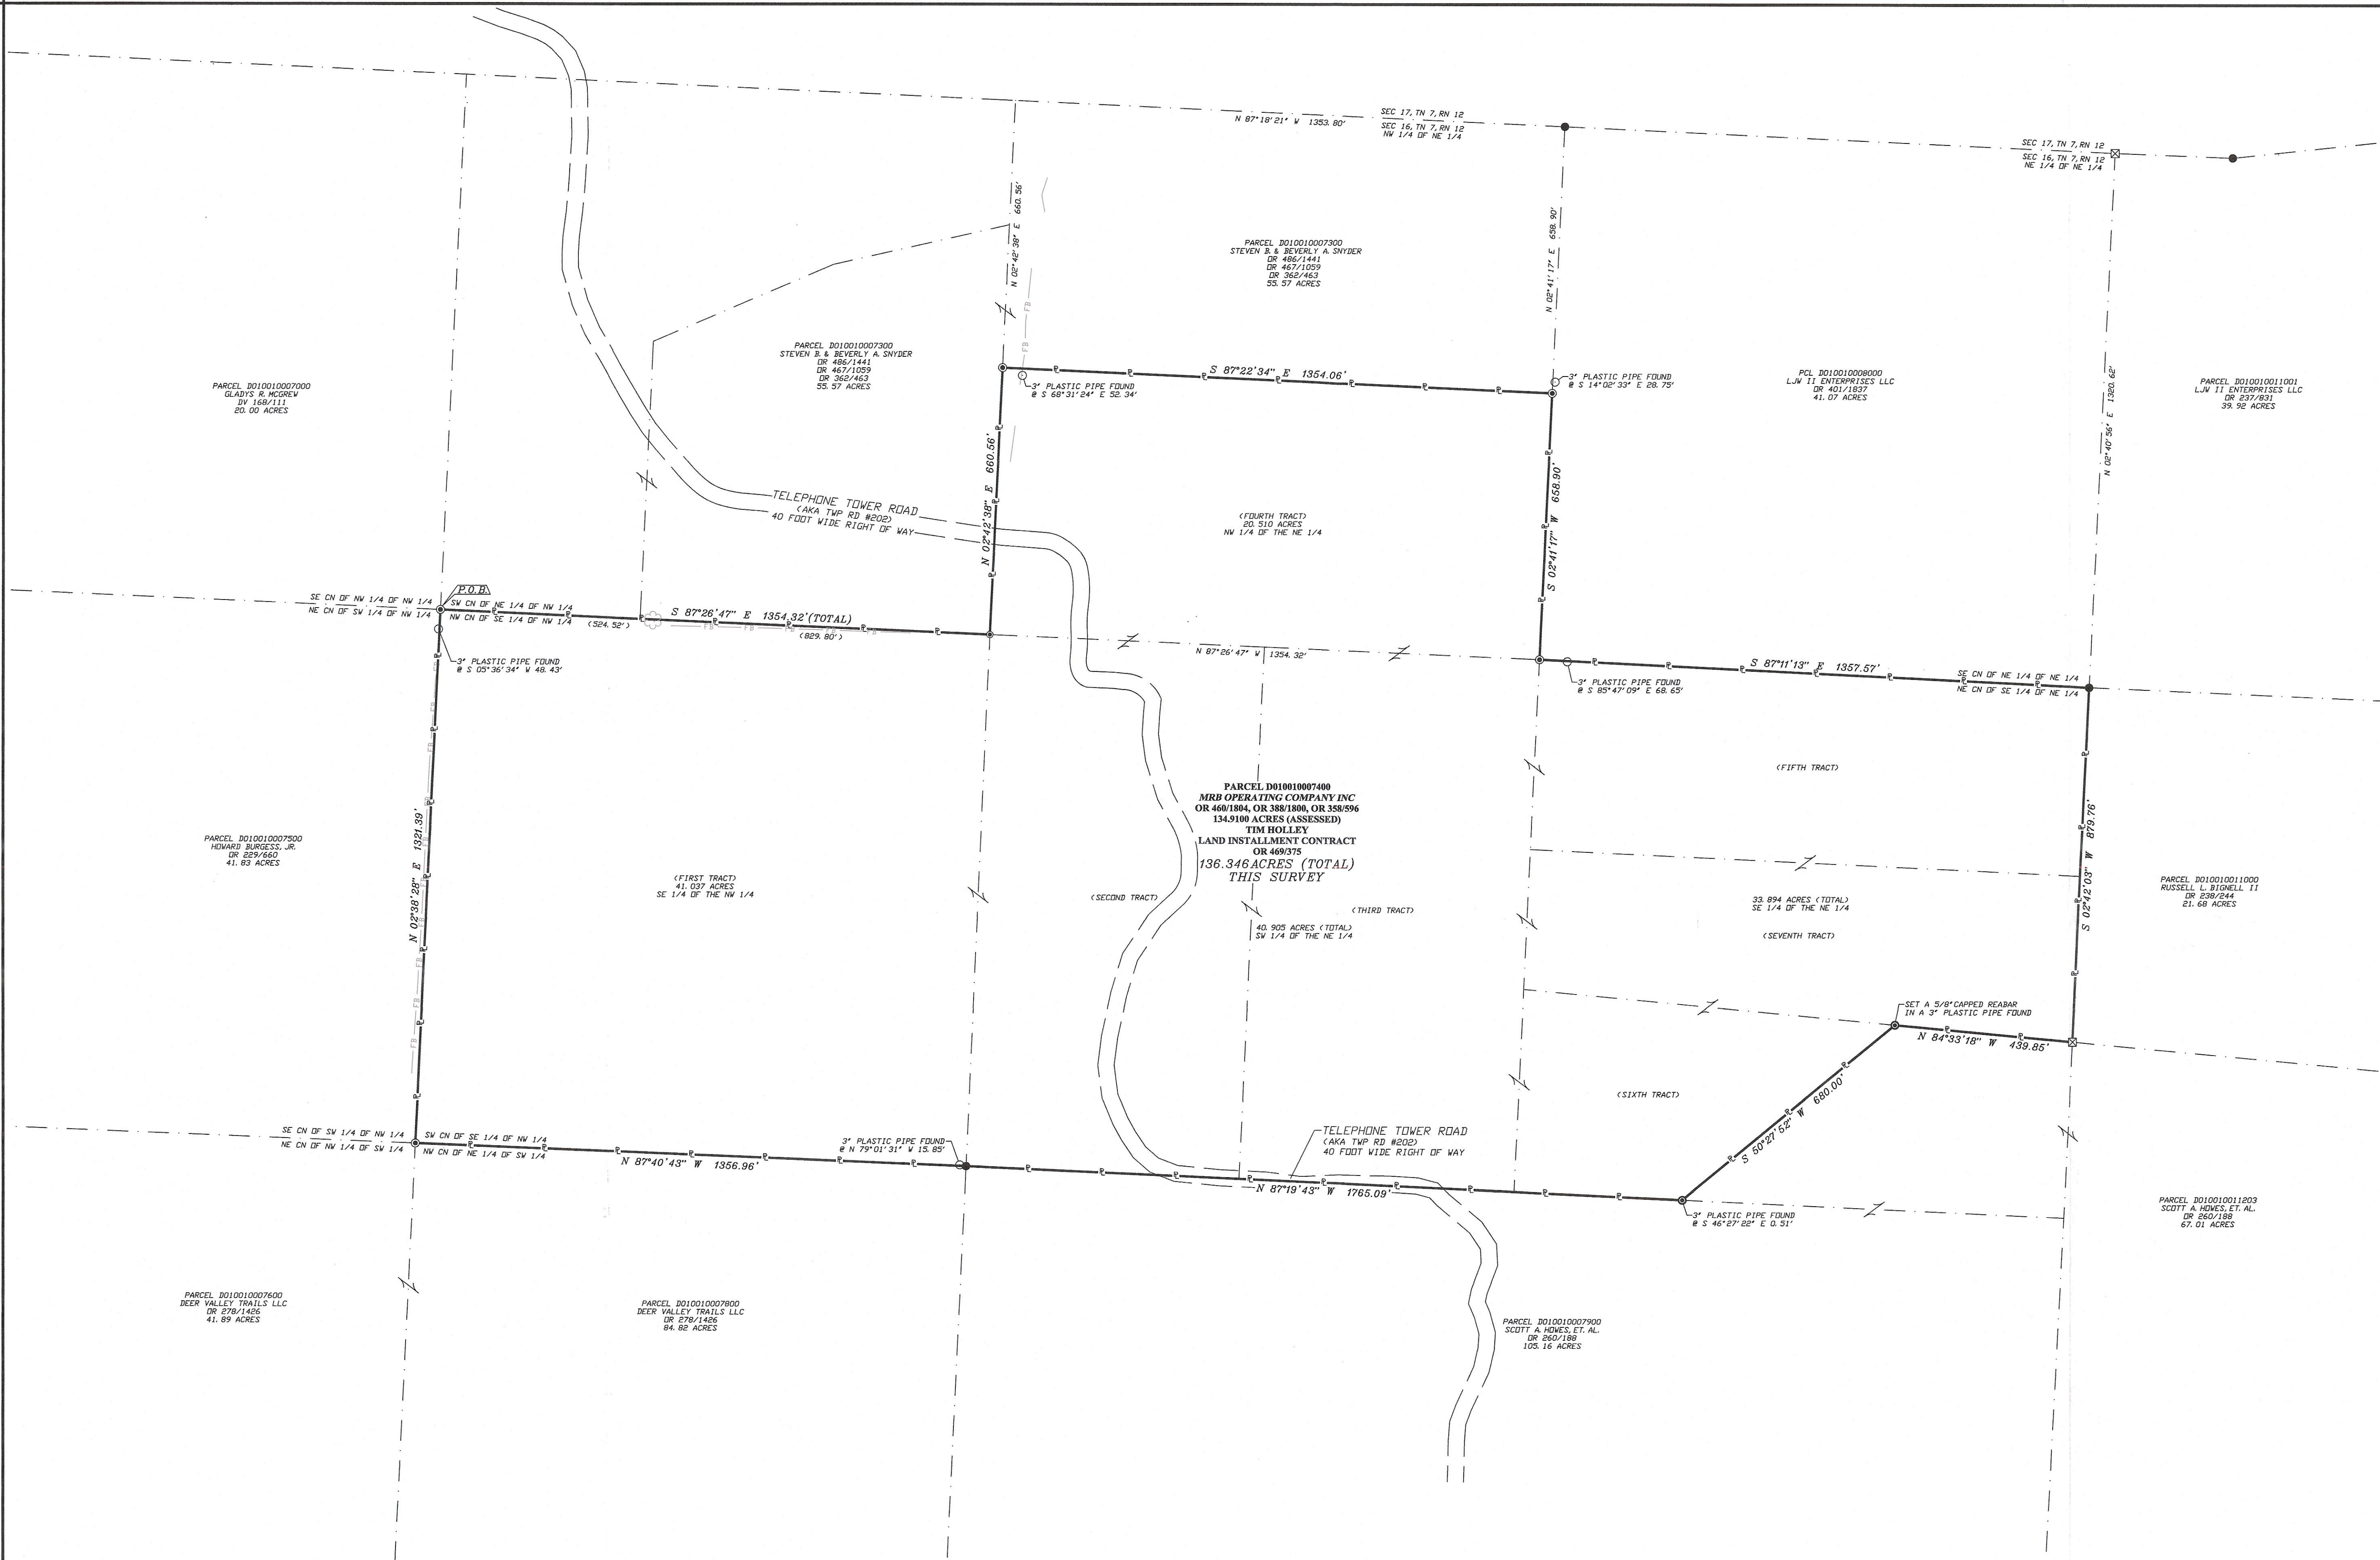 SEC 17, TN 7, RN 12
N 87°18'21" W 1353.80'
SEC 16, TN 7, RN 12
NW 1/4 OF NE 1/4
SEC 17, TN 7, RN 12
SEC 16, TN 7, RN 12
NE 1/4 OF NE 1/4
N 02°42'38" E 660.56'
N 02°41'17" E 658.90'
N 02°40'56" E 1320.62'
PARCEL D010010007300
STEVEN B. & BEVERLY A. SNYDER
OR 486/1441
OR 467/1059
OR 362/463
55.57 ACRES
PARCEL D010010007000
GLADYS R. MCGREW
DV 168/111
20.00 ACRES
PARCEL D010010007300
STEVEN B. & BEVERLY A. SNYDER
OR 486/1441
OR 467/1059
OR 362/463
55.57 ACRES
FB
FB
3" PLASTIC PIPE FOUND
@ S 68°31'24" E 52.34'
S 87°22'34" E 1354.06'
3" PLASTIC PIPE FOUND
@ S 14°02'33" E 28.75'
PCL D010010008000
LJW II ENTERPRISES LLC
OR 401/1837
41.07 ACRES
PARCEL D010010011001
LJW II ENTERPRISES LLC
OR 237/831
39.92 ACRES
TELEPHONE TOWER ROAD
(AKA TWP RD #202)
40 FOOT WIDE RIGHT OF WAY
N 02°42'38" E 660.56'
(FOURTH TRACT)
20.510 ACRES
NW 1/4 OF THE NE 1/4
S 02°41'17" W 658.90'
P.O.B.
SE CN OF NW 1/4 OF NW 1/4
NE CN OF SW 1/4 OF NW 1/4
SW CN OF NE 1/4 OF NW 1/4
NW CN OF SE 1/4 OF NW 1/4
(524.52')
S 87°26'47" E 1354.32'(TOTAL)
FB FB FB FB FB
(829.80')
N 87°26'47" W 1354.32'
3" PLASTIC PIPE FOUND
@ S 05°36'34" W 48.43'
S 87°11'13" E 1357.57'
3" PLASTIC PIPE FOUND
@ S 85°47'09" E 68.65'
SE CN OF NE 1/4 OF NE 1/4
NE CN OF SE 1/4 OF NE 1/4
PARCEL D010010007500
HOWARD BURGESS, JR.
OR 229/660
41.83 ACRES
N 02°38'28" E 1321.39'
(FIRST TRACT)
41.037 ACRES
SE 1/4 OF THE NW 1/4
PARCEL D010010007400
MRB OPERATING COMPANY INC
OR 460/1804, OR 388/1800, OR 358/596
134.9100 ACRES (ASSESSED)
TIM HOLLEY
LAND INSTALLMENT CONTRACT
OR 469/375
136.346ACRES (TOTAL)
THIS SURVEY
(SECOND TRACT)
(THIRD TRACT)
40.905 ACRES (TOTAL)
SW 1/4 OF THE NE 1/4
(FIFTH TRACT)
33.894 ACRES (TOTAL)
SE 1/4 OF THE NE 1/4
(SEVENTH TRACT)
S 02°42'03" W 879.76'
PARCEL D010010011000
RUSSELL L. BIGNELL II
OR 238/244
21.68 ACRES
SET A 5/8"CAPPED REABAR
IN A 3" PLASTIC PIPE FOUND
N 84°33'18" W 439.85'
(SIXTH TRACT)
S 50°27'52" W 680.00'
SE CN OF SW 1/4 OF NW 1/4
NE CN OF NW 1/4 OF SW 1/4
SW CN OF SE 1/4 OF NW 1/4
NW CN OF NE 1/4 OF SW 1/4
N 87°40'43" W 1356.96'
3" PLASTIC PIPE FOUND
@ N 79°01'31" W 15.85'
TELEPHONE TOWER ROAD
(AKA TWP RD #202)
40 FOOT WIDE RIGHT OF WAY
N 87°19'43" W 1765.09'
3" PLASTIC PIPE FOUND
@ S 46°27'22" E 0.51'
PARCEL D010010011203
SCOTT A. HOWES, ET. AL.
OR 260/188
67.01 ACRES
PARCEL D010010007600
DEER VALLEY TRAILS LLC
OR 278/1426
41.89 ACRES
PARCEL D010010007800
DEER VALLEY TRAILS LLC
OR 278/1426
84.82 ACRES
PARCEL D010010007900
SCOTT A. HOWES, ET. AL.
OR 260/188
105.16 ACRES